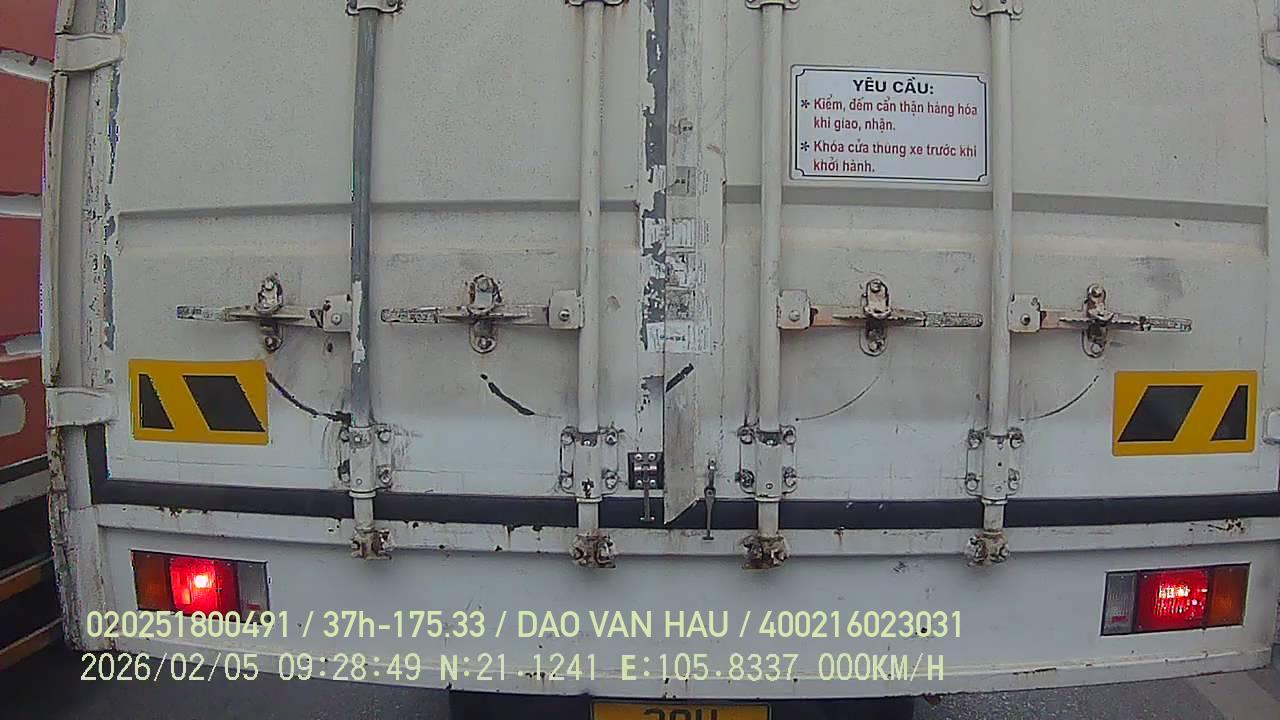 YÊU CẦU:
* Kiểm, đếm cẩn thận hàng hóa
khi giao, nhận.
* Khóa cửa thùng xe trước khi
khởi hành.
020251800491 / 37h-175.33 / DAO VAN HAU / 400216023031
2026/02/05 09:28:49 N:21.1241 E:105.8337 000KM/H